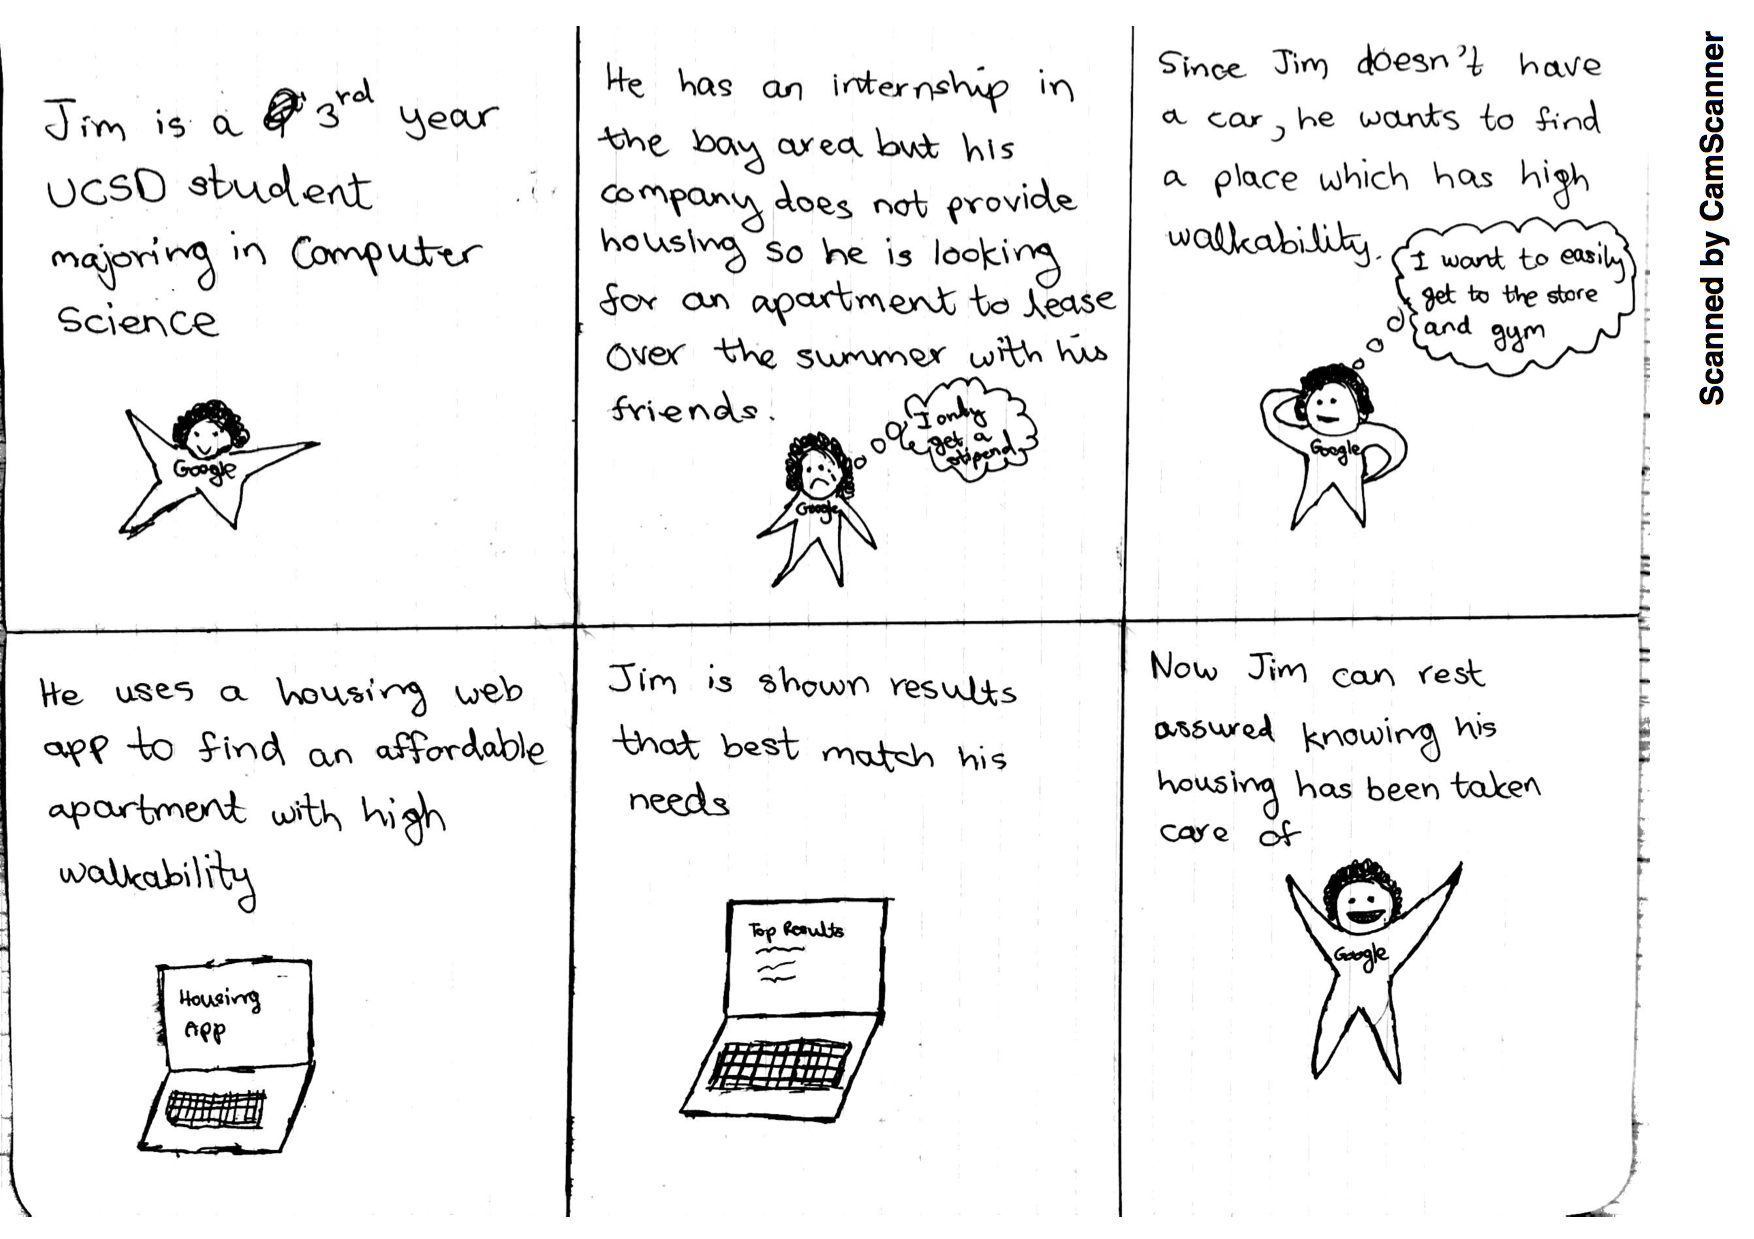 Jim is a 3rd year
UCSD student
majoring in Computer
Science
Google
He has an internship in
the bay area but his
company does not provide
housing so he is looking
for an apartment to lease
over the summer with his
friends.
I only
get a
stipend
Google
Since Jim doesn't have
a car, he wants to find
a place which has high
walkability.
I want to easily
get to the store
and gym
Google
He uses a housing web
app to find an affordable
apartment with high
walkability
Housing
App
Jim is shown results
that best match his
needs
Top Results
Now Jim can rest
assured knowing his
housing has been taken
care of
Google
Scanned by CamScanner